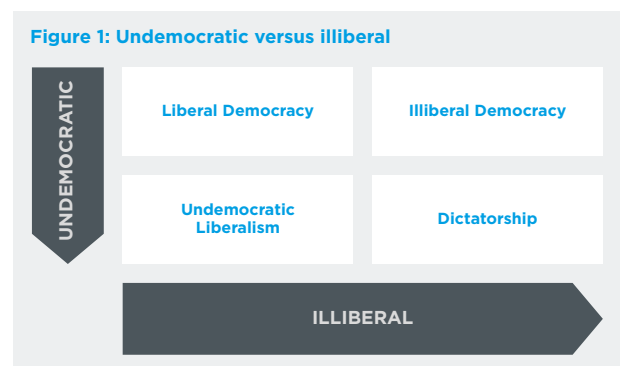 Figure 1: Undemocratic versus illiberal
UNDEMOCRATIC
Liberal Democracy
Illiberal Democracy
Undemocratic
Liberalism
Dictatorship
ILLIBERAL